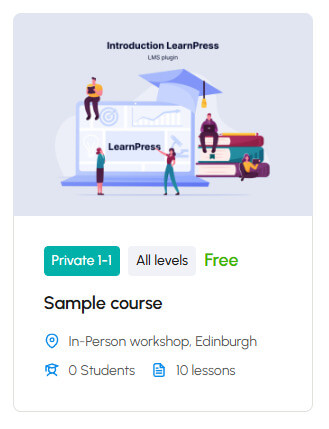 Introduction LearnPress
LMS plugin
LearnPress
Private 1-1 All levels Free
Sample course
In-Person workshop, Edinburgh
0 Students 10 lessons